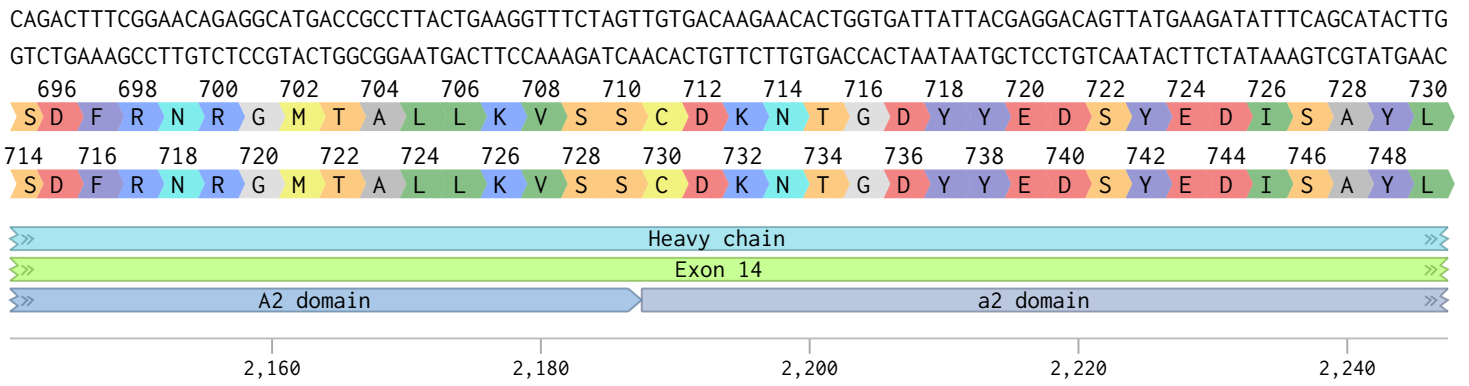 CAGACTTTCGGAACAGAGGCATGACCGCCTTACTGAAGGTTTCTAGTTGTGACAAGAACACTGGTGATTATTACGAGGACAGTTATGAAGATATTTCAGCATACTTG
GTCTGAAAGCCTTGTCTCCGTACTGGCGGAATGACTTCCAAAGATCAACACTGTTCTTGTGACCACTAATAATGCTCCTGTCAATACTTCTATAAAGTCGTATGAAC
696 698 700 702 704 706 708 710 712 714 716 718 720 722 724 726 728 730
S D F R N R G M T A L L K V S S C D K N T G D Y Y E D S Y E D I S A Y L
714 716 718 720 722 724 726 728 730 732 734 736 738 740 742 744 746 748
S D F R N R G M T A L L K V S S C D K N T G D Y Y E D S Y E D I S A Y L
Heavy chain
Exon 14
A2 domain a2 domain
2,160 2,180 2,200 2,220 2,240